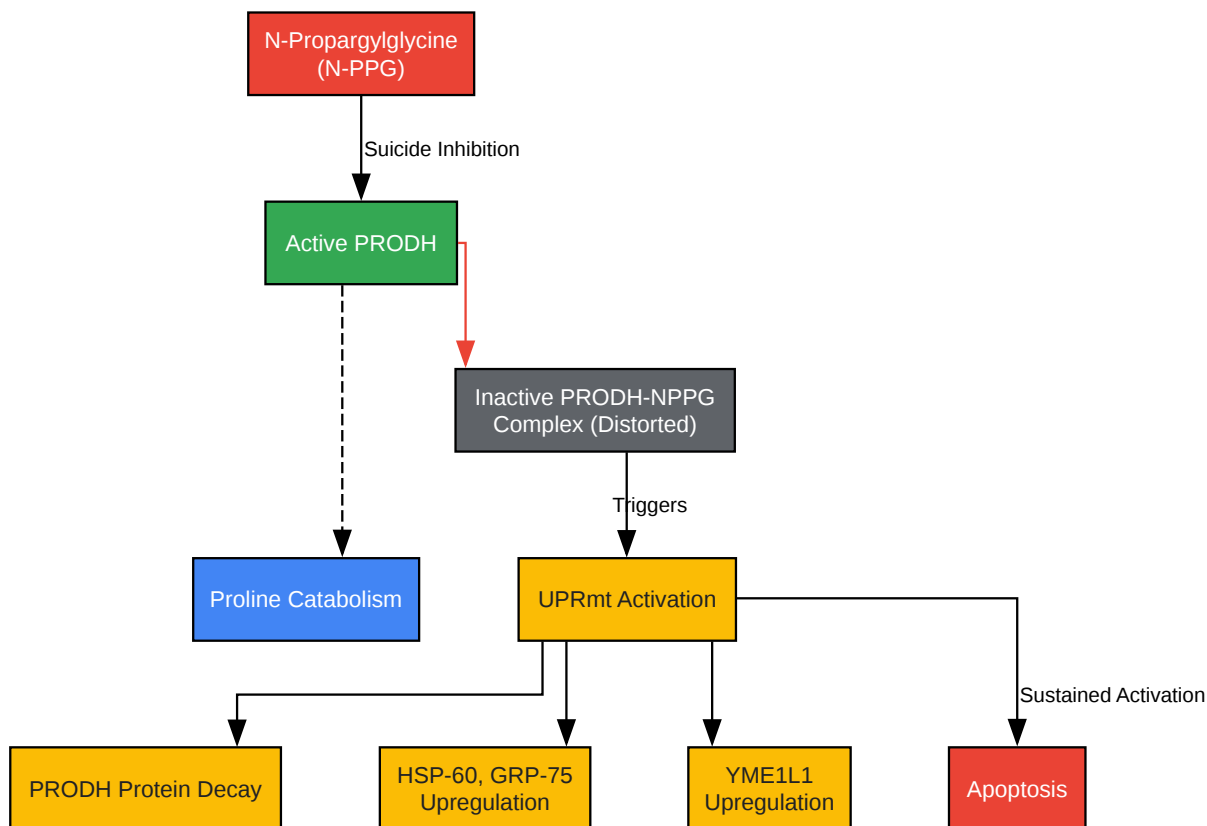 N-Propargylglycine
(N-PPG)
Suicide Inhibition
Active PRODH
Inactive PRODH-NPPG
Complex (Distorted)
Triggers
Proline Catabolism
UPRmt Activation
Sustained Activation
PRODH Protein Decay
HSP-60, GRP-75
Upregulation
YME1L1
Upregulation
Apoptosis